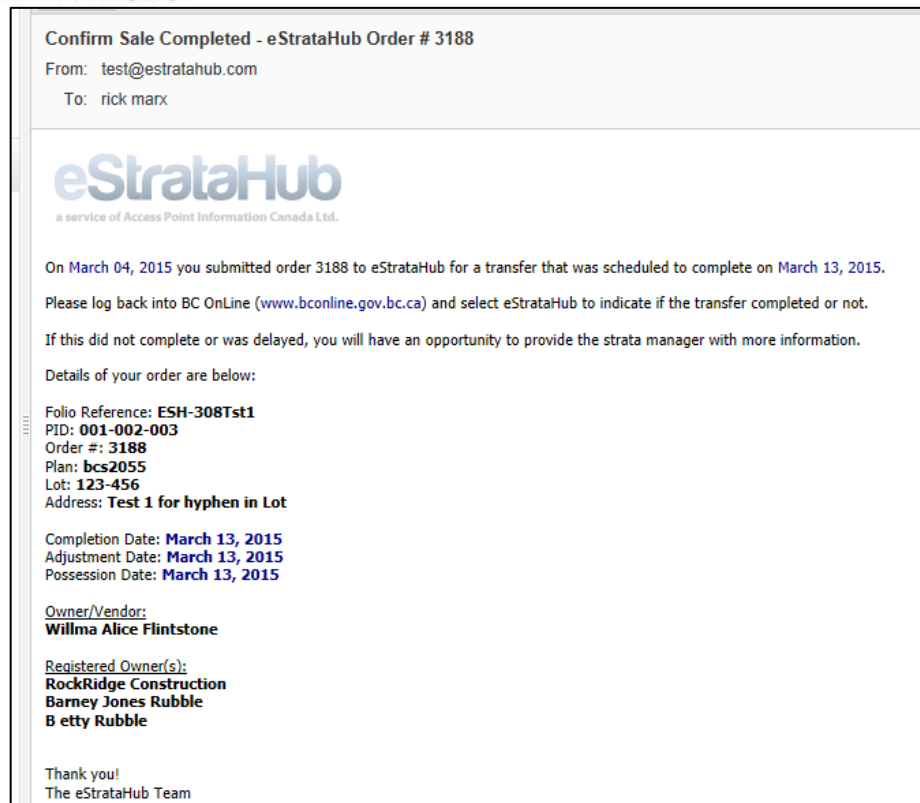 Confirm Sale Completed - eStrataHub Order # 3188
From: test@estratahub.com
To: rick marx
eStrataHub
a service of Access Point Information Canada Ltd.
On March 04, 2015 you submitted order 3188 to eStrataHub for a transfer that was scheduled to complete on March 13, 2015.
Please log back into BC OnLine (www.bconline.gov.bc.ca) and select eStrataHub to indicate if the transfer completed or not.
If this did not complete or was delayed, you will have an opportunity to provide the strata manager with more information.
Details of your order are below:
Folio Reference: ESH-308Tst1
PID: 001-002-003
Order #: 3188
Plan: bcs2055
Lot: 123-456
Address: Test 1 for hyphen in Lot
Completion Date: March 13, 2015
Adjustment Date: March 13, 2015
Possession Date: March 13, 2015
Owner/Vendor:
Willma Alice Flintstone
Registered Owner(s):
RockRidge Construction
Barney Jones Rubble
B etty Rubble
Thank you!
The eStrataHub Team